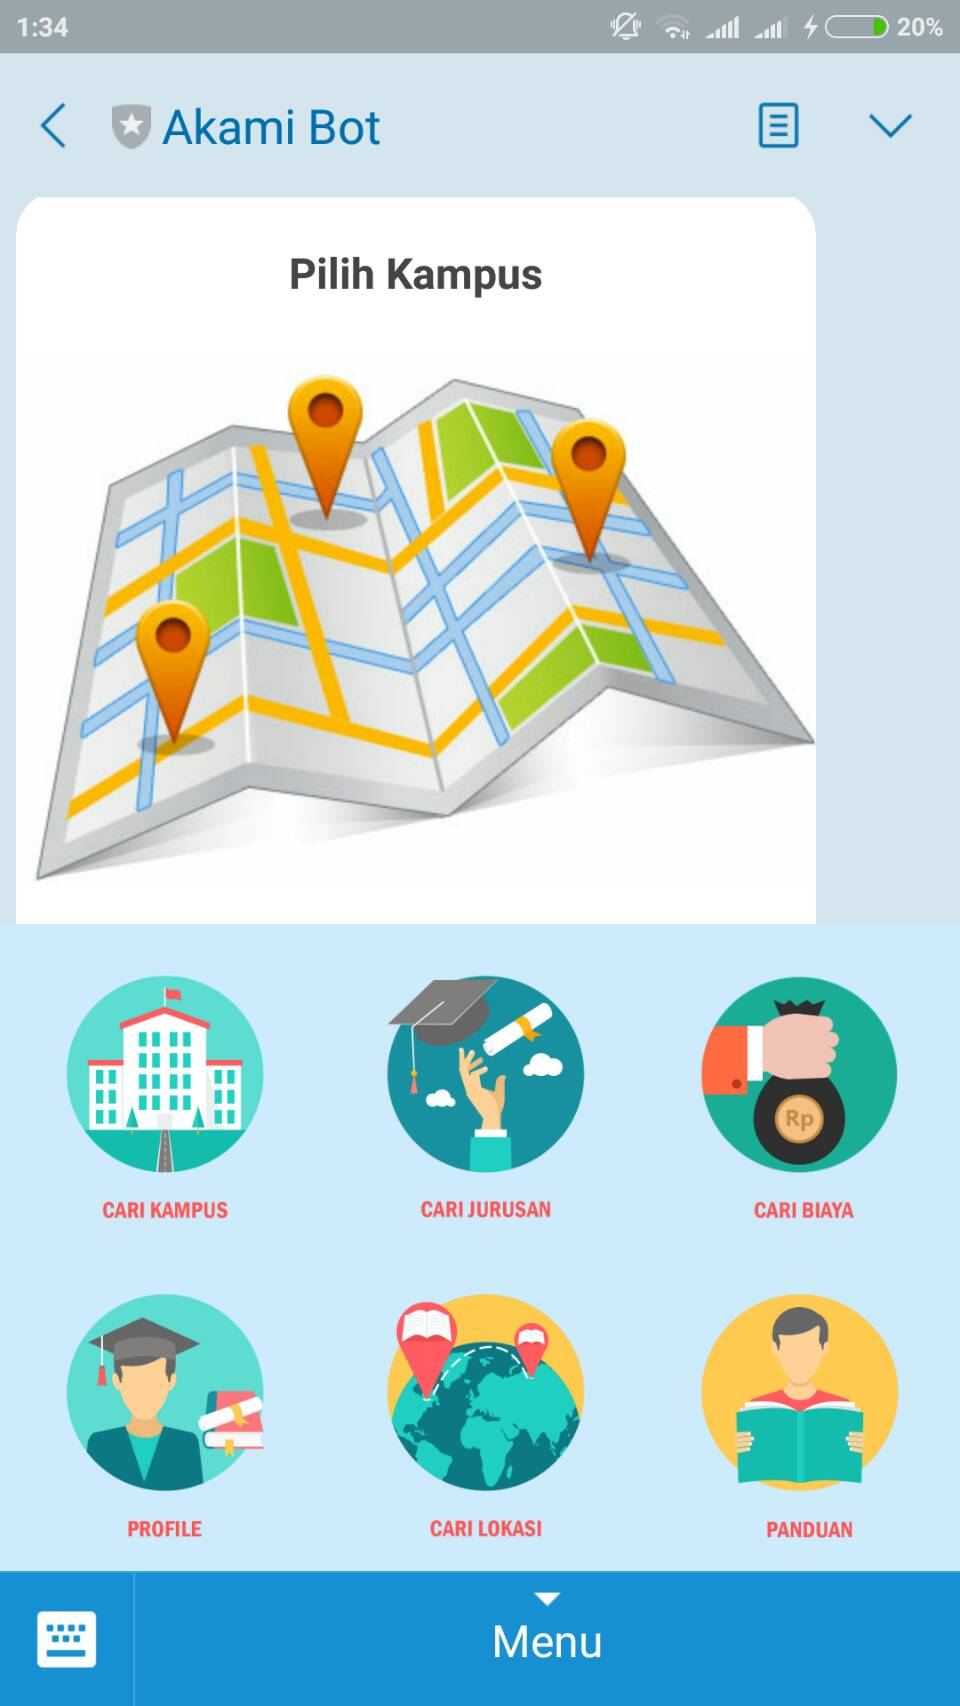 1:34
20%
Akami Bot
Pilih Kampus
Rp
CARI KAMPUS
CARI JURUSAN
CARI BIAYA
PROFILE
CARI LOKASI
PANDUAN
Menu